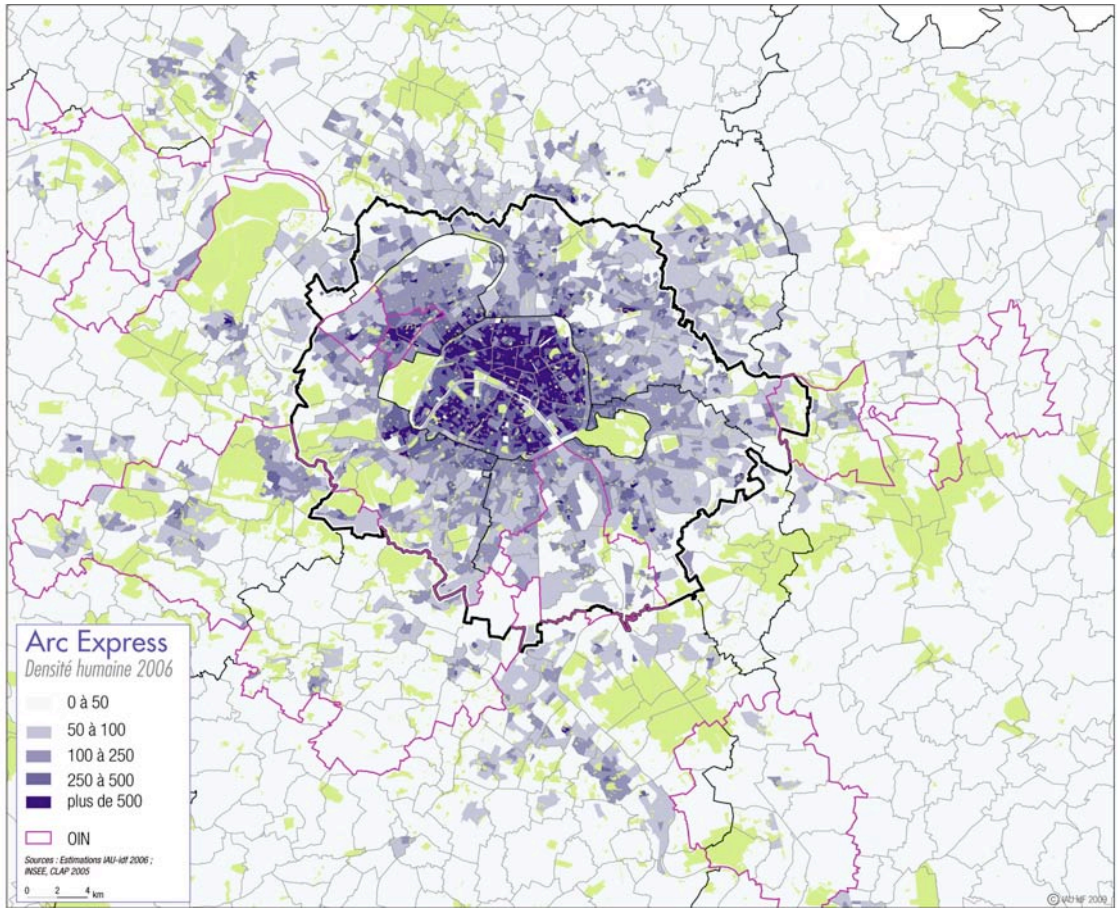 Arc Express
Densité humaine 2006
0 à 50
50 à 100
100 à 250
250 à 500
plus de 500
OIN
Sources : Estimations IAU-idf 2006 ;
INSEE, CLAP 2005
0 2 4 km
© IAU IdF 2009